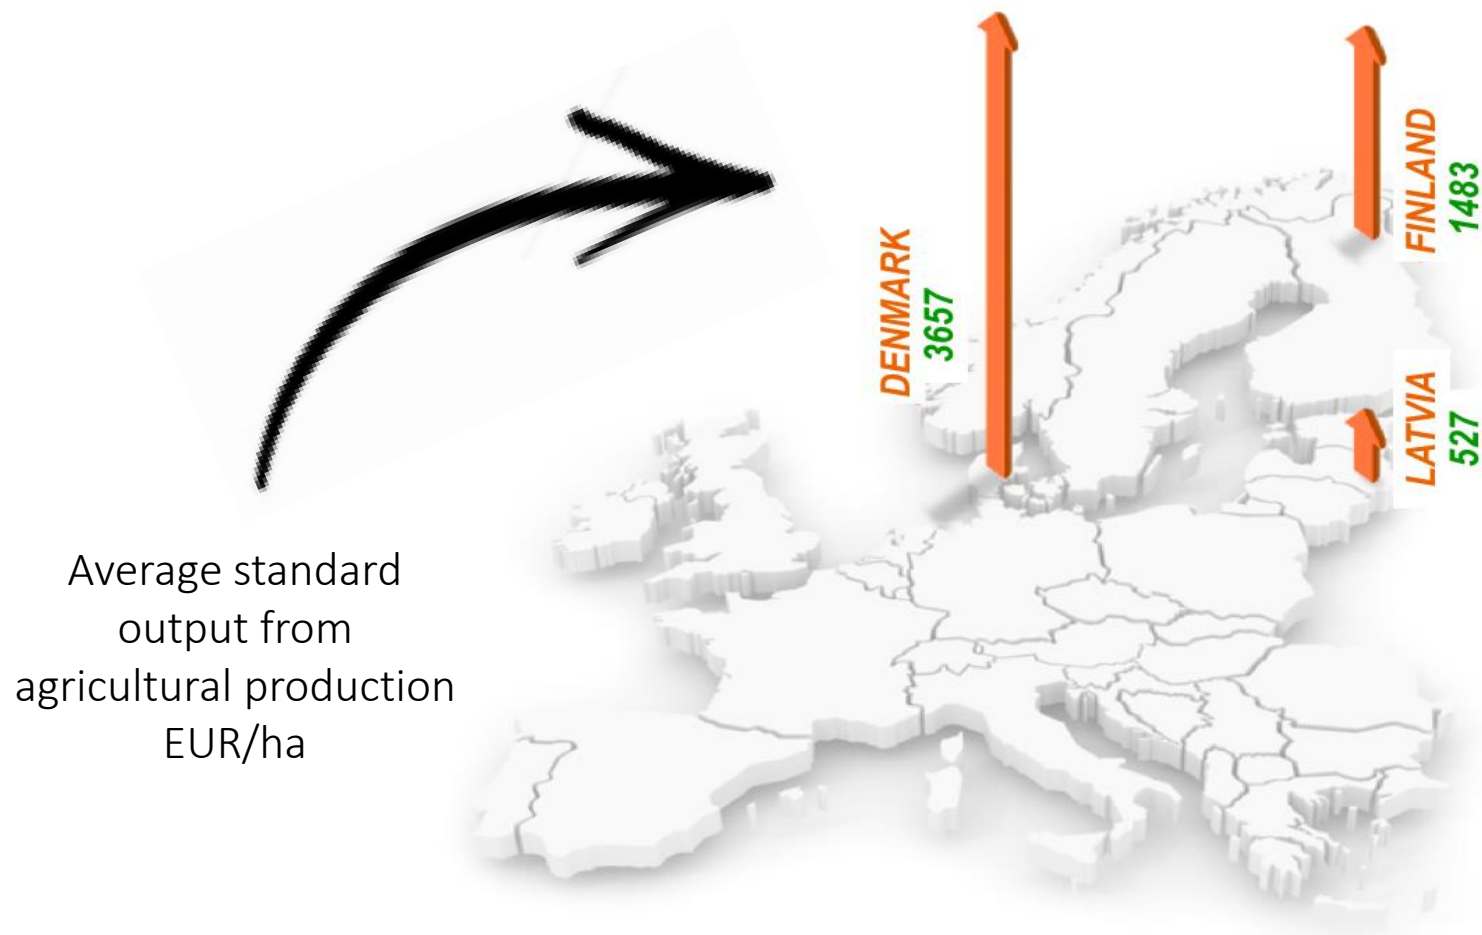 Average standard
output from
agricultural production
EUR/ha
DENMARK
3657
FINLAND
1483
LATVIA
527